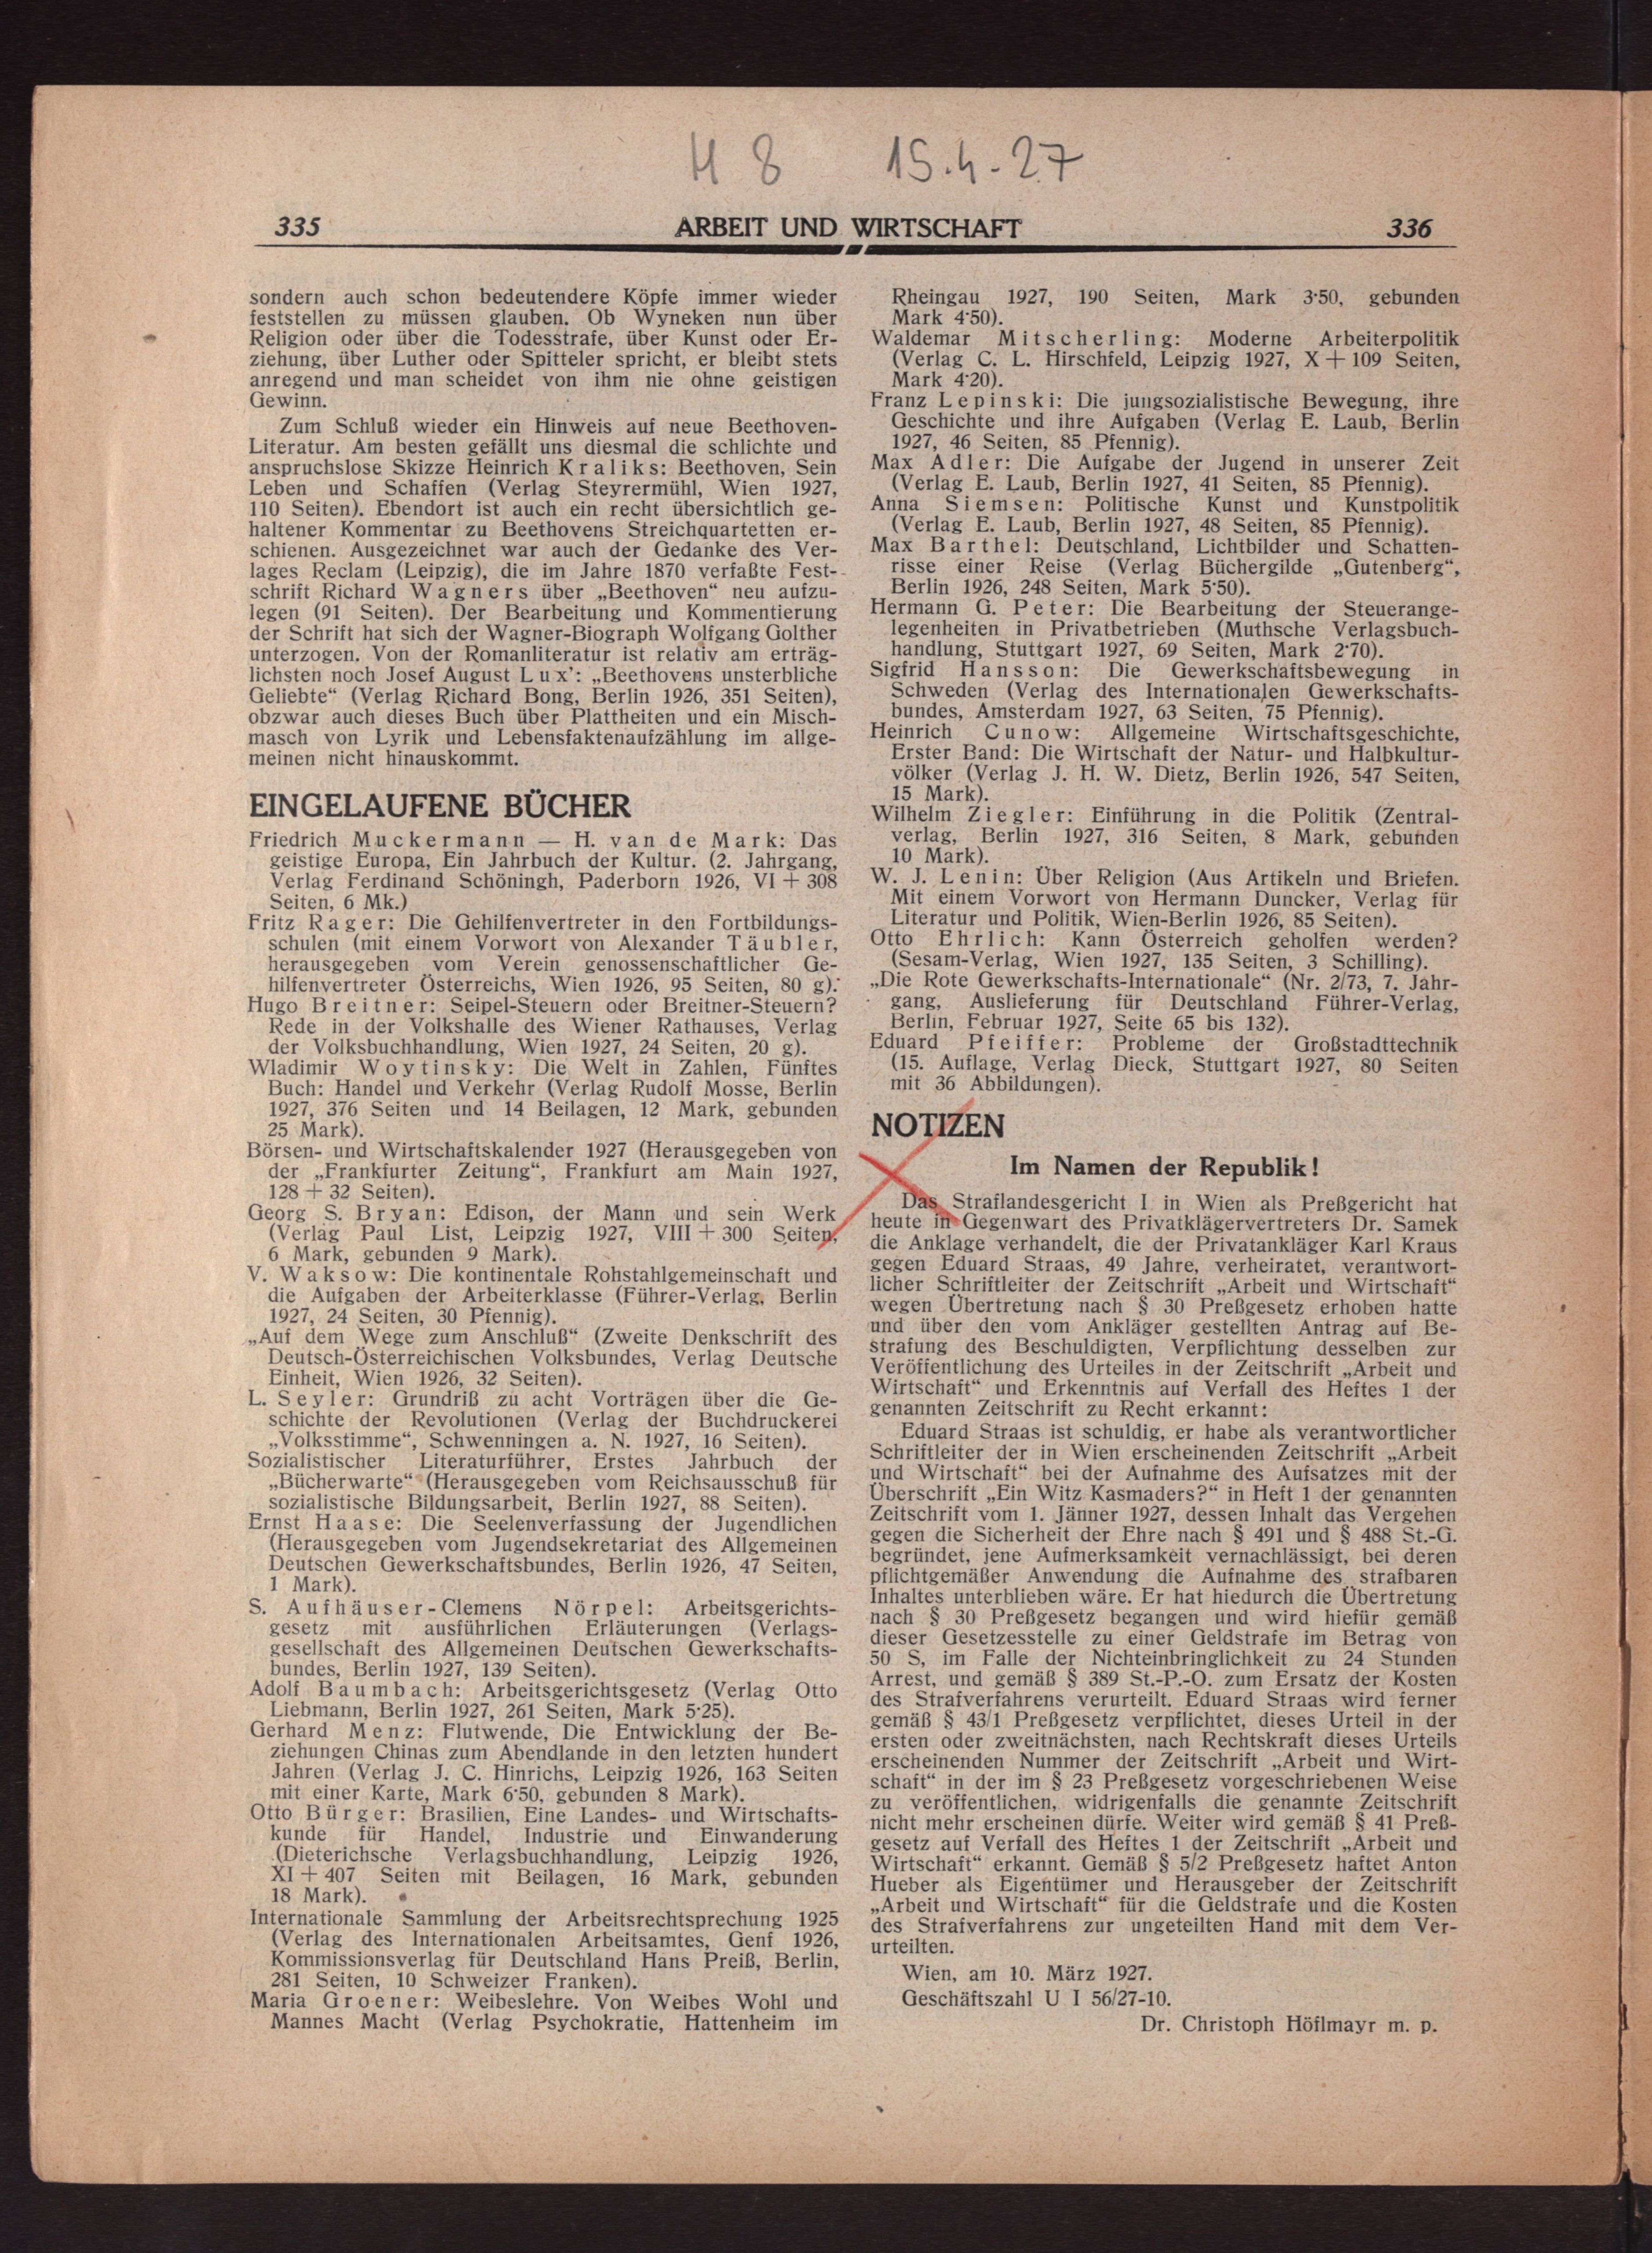 H 8 15.4-27
335 ARBEIT UND WIRTSCHAFT 336
sondern auch schon bedeutendere Köpfe immer wieder
feststellen zu müssen glauben. Ob Wyneken nun über
Religion oder über die Todesstrafe, über Kunst oder Er-
ziehung, über Luther oder Spitteler spricht, er bleibt stets
anregend und man scheidet von ihm nie ohne geistigen
Gewinn.
Zum Schluß wieder ein Hinweis auf neue Beethoven-
Literatur. Am besten gefällt uns diesmal die schlichte und
anspruchslose Skizze Heinrich Kraliks: Beethoven, Sein
Leben und Schaffen (Verlag Steyrermühl, Wien 1927,
110 Seiten). Ebendort ist auch ein recht übersichtlich ge-
haltener Kommentar zu Beethovens Streichquartetten er-
schienen. Ausgezeichnet war auch der Gedanke des Ver-
lages Reclam (Leipzig), die im Jahre 1870 verfaßte Fest-
schrift Richard Wagners über „Beethoven“ neu aufzu-
legen (91 Seiten). Der Bearbeitung und Kommentierung
der Schrift hat sich der Wagner-Biograph Wolfgang Golther
unterzogen. Von der Romanliteratur ist relativ am erträg-
lichsten noch Josef August Lux’: „Beethovens unsterbliche
Geliebte“ (Verlag Richard Bong, Berlin 1926, 351 Seiten),
obzwar auch dieses Buch über Plattheiten und ein Misch-
masch von Lyrik und Lebensfaktenaufzählung im allge-
meinen nicht hinauskommt.
EINGELAUFENE BÜCHER
Friedrich Muckermann — H. van de Mark: Das
geistige Europa, Ein Jahrbuch der Kultur. (2. Jahrgang,
Verlag Ferdinand Schöningh, Paderborn 1926, VI + 308
Seiten, 6 Mk.)
Fritz Rager: Die Gehilfenvertreter in den Fortbildungs-
schulen (mit einem Vorwort von Alexander Täubler,
herausgegeben vom Verein genossenschaftlicher Ge-
hilfenvertreter Österreichs, Wien 1926, 95 Seiten, 80 g).
Hugo Breitner: Seipel-Steuern oder Breitner-Steuern?
Rede in der Volkshalle des Wiener Rathauses, Verlag
der Volksbuchhandlung, Wien 1927, 24 Seiten, 20 g).
Wladimir Woytinsky: Die Welt in Zahlen, Fünftes
Buch: Handel und Verkehr (Verlag Rudolf Mosse, Berlin
1927, 376 Seiten und 14 Beilagen, 12 Mark, gebunden
25 Mark).
Börsen- und Wirtschaftskalender 1927 (Herausgegeben von
der „Frankfurter Zeitung“, Frankfurt am Main 1927,
128 + 32 Seiten).
Georg S. Bryan: Edison, der Mann und sein Werk
(Verlag Paul List, Leipzig 1927, VIII + 300 Seiten,
6 Mark, gebunden 9 Mark).
V. Waksow: Die kontinentale Rohstahlgemeinschaft und
die Aufgaben der Arbeiterklasse (Führer-Verlag, Berlin
1927, 24 Seiten, 30 Pfennig).
„Auf dem Wege zum Anschluß“ (Zweite Denkschrift des
Deutsch-Österreichischen Volksbundes, Verlag Deutsche
Einheit, Wien 1926, 32 Seiten).
L. Seyler: Grundriß zu acht Vorträgen über die Ge-
schichte der Revolutionen (Verlag der Buchdruckerei
„Volksstimme“, Schwenningen a. N. 1927, 16 Seiten).
Sozialistischer Literaturführer, Erstes Jahrbuch der
„Bücherwarte“ (Herausgegeben vom Reichsausschuß für
sozialistische Bildungsarbeit, Berlin 1927, 88 Seiten).
Ernst Haase: Die Seelenverfassung der Jugendlichen
(Herausgegeben vom Jugendsekretariat des Allgemeinen
Deutschen Gewerkschaftsbundes, Berlin 1926, 47 Seiten,
1 Mark).
S. Aufhäuser-Clemens Nörpel: Arbeitsgerichts-
gesetz mit ausführlichen Erläuterungen (Verlags-
gesellschaft des Allgemeinen Deutschen Gewerkschafts-
bundes, Berlin 1927, 139 Seiten).
Adolf Baumbach: Arbeitsgerichtsgesetz (Verlag Otto
Liebmann, Berlin 1927, 261 Seiten, Mark 5·25).
Gerhard Menz: Flutwende, Die Entwicklung der Be-
ziehungen Chinas zum Abendlande in den letzten hundert
Jahren (Verlag J. C. Hinrichs, Leipzig 1926, 163 Seiten
mit einer Karte, Mark 6·50, gebunden 8 Mark).
Otto Bürger: Brasilien, Eine Landes- und Wirtschafts-
kunde für Handel, Industrie und Einwanderung
(Dieterichsche Verlagsbuchhandlung, Leipzig 1926,
XI + 407 Seiten mit Beilagen, 16 Mark, gebunden
18 Mark).
Internationale Sammlung der Arbeitsrechtsprechung 1925
(Verlag des Internationalen Arbeitsamtes, Genf 1926,
Kommissionsverlag für Deutschland Hans Preiß, Berlin,
281 Seiten, 10 Schweizer Franken).
Maria Groener: Weibeslehre. Von Weibes Wohl und
Mannes Macht (Verlag Psychokratie, Hattenheim im
Rheingau 1927, 190 Seiten, Mark 3·50, gebunden
Mark 4·50).
Waldemar Mitscherling: Moderne Arbeiterpolitik
(Verlag C. L. Hirschfeld, Leipzig 1927, X + 109 Seiten,
Mark 4·20).
Franz Lepinski: Die jungsozialistische Bewegung, ihre
Geschichte und ihre Aufgaben (Verlag E. Laub, Berlin
1927, 46 Seiten, 85 Pfennig).
Max Adler: Die Aufgabe der Jugend in unserer Zeit
(Verlag E. Laub, Berlin 1927, 41 Seiten, 85 Pfennig).
Anna Siemsen: Politische Kunst und Kunstpolitik
(Verlag E. Laub, Berlin 1927, 48 Seiten, 85 Pfennig).
Max Barthel: Deutschland, Lichtbilder und Schatten-
risse einer Reise (Verlag Büchergilde „Gutenberg“,
Berlin 1926, 248 Seiten, Mark 5·50).
Hermann G. Peter: Die Bearbeitung der Steuerange-
legenheiten in Privatbetrieben (Muthsche Verlagsbuch-
handlung, Stuttgart 1927, 69 Seiten, Mark 2·70).
Sigfrid Hansson: Die Gewerkschaftsbewegung in
Schweden (Verlag des Internationalen Gewerkschafts-
bundes, Amsterdam 1927, 63 Seiten, 75 Pfennig).
Heinrich Cunow: Allgemeine Wirtschaftsgeschichte,
Erster Band: Die Wirtschaft der Natur- und Halbkultur-
völker (Verlag J. H. W. Dietz, Berlin 1926, 547 Seiten,
15 Mark).
Wilhelm Ziegler: Einführung in die Politik (Zentral-
verlag, Berlin 1927, 316 Seiten, 8 Mark, gebunden
10 Mark).
W. J. Lenin: Über Religion (Aus Artikeln und Briefen.
Mit einem Vorwort von Hermann Duncker, Verlag für
Literatur und Politik, Wien-Berlin 1926, 85 Seiten).
Otto Ehrlich: Kann Österreich geholfen werden?
(Sesam-Verlag, Wien 1927, 135 Seiten, 3 Schilling).
„Die Rote Gewerkschafts-Internationale“ (Nr. 2/73, 7. Jahr-
gang, Auslieferung für Deutschland Führer-Verlag,
Berlin, Februar 1927, Seite 65 bis 132).
Eduard Pfeiffer: Probleme der Großstadttechnik
(15. Auflage, Verlag Dieck, Stuttgart 1927, 80 Seiten
mit 36 Abbildungen).
NOTIZEN
Im Namen der Republik!
Das Straflandesgericht I in Wien als Preßgericht hat
heute in Gegenwart des Privatklägervertreters Dr. Samek
die Anklage verhandelt, die der Privatankläger Karl Kraus
gegen Eduard Straas, 49 Jahre, verheiratet, verantwort-
licher Schriftleiter der Zeitschrift „Arbeit und Wirtschaft“
wegen Übertretung nach § 30 Preßgesetz erhoben hatte
und über den vom Ankläger gestellten Antrag auf Be-
strafung des Beschuldigten, Verpflichtung desselben zur
Veröffentlichung des Urteiles in der Zeitschrift „Arbeit und
Wirtschaft“ und Erkenntnis auf Verfall des Heftes 1 der
genannten Zeitschrift zu Recht erkannt:
Eduard Straas ist schuldig, er habe als verantwortlicher
Schriftleiter der in Wien erscheinenden Zeitschrift „Arbeit
und Wirtschaft“ bei der Aufnahme des Aufsatzes mit der
Überschrift „Ein Witz Kasmaders?“ in Heft 1 der genannten
Zeitschrift vom 1. Jänner 1927, dessen Inhalt das Vergehen
gegen die Sicherheit der Ehre nach § 491 und § 488 St.-G.
begründet, jene Aufmerksamkeit vernachlässigt, bei deren
pflichtgemäßer Anwendung die Aufnahme des strafbaren
Inhaltes unterblieben wäre. Er hat hiedurch die Übertretung
nach § 30 Preßgesetz begangen und wird hiefür gemäß
dieser Gesetzesstelle zu einer Geldstrafe im Betrag von
50 S, im Falle der Nichteinbringlichkeit zu 24 Stunden
Arrest, und gemäß § 389 St.-P.-O. zum Ersatz der Kosten
des Strafverfahrens verurteilt. Eduard Straas wird ferner
gemäß § 43/1 Preßgesetz verpflichtet, dieses Urteil in der
ersten oder zweitnächsten, nach Rechtskraft dieses Urteils
erscheinenden Nummer der Zeitschrift „Arbeit und Wirt-
schaft“ in der im § 23 Preßgesetz vorgeschriebenen Weise
zu veröffentlichen, widrigenfalls die genannte Zeitschrift
nicht mehr erscheinen dürfe. Weiter wird gemäß § 41 Preß-
gesetz auf Verfall des Heftes 1 der Zeitschrift „Arbeit und
Wirtschaft“ erkannt. Gemäß § 5/2 Preßgesetz haftet Anton
Hueber als Eigentümer und Herausgeber der Zeitschrift
„Arbeit und Wirtschaft“ für die Geldstrafe und die Kosten
des Strafverfahrens zur ungeteilten Hand mit dem Ver-
urteilten.
Wien, am 10. März 1927.
Geschäftszahl U I 56/27-10.
Dr. Christoph Höflmayr m. p.